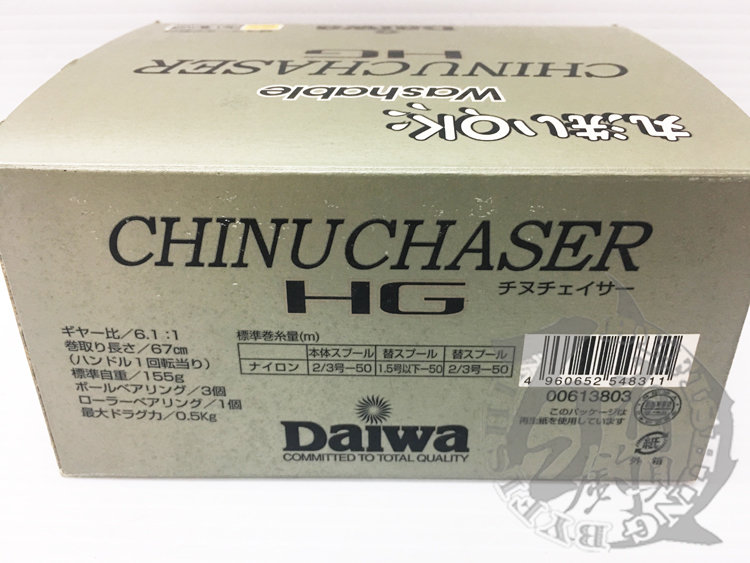 Daiwa
HG
CHINUCHASER
Washable
丸洗いOK
CHINUCHASER
HG チヌチェイサー
ギヤー比/6.1:1
巻取り長さ/67cm
(ハンドル1回転当り)
標準自重/155g
ボールベアリング/3個
ローラーベアリング/1個
最大ドラグ力/0.5Kg
標準巻糸量(m)
本体スプール 替スプール 替スプール
ナイロン 2/3号-50 1.5号以下-50 2/3号-50
4 960652 548311
00613803
このパッケージは
再生紙を使用しています
紙
外箱
Daiwa
COMMITTED TO TOTAL QUALITY